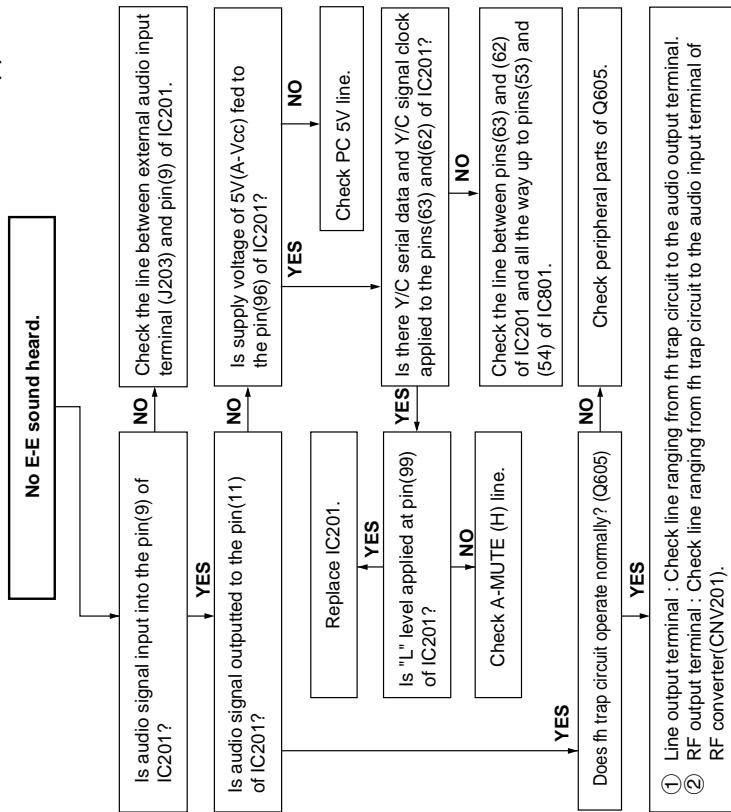 No E-E sound heard.
Is audio signal input into the pin(9) of
IC201?
NO
Check the line between external audio input
terminal (J203) and pin(9) of IC201.
YES
Is audio signal outputted to the pin(11)
of IC201?
NO
Is supply voltage of 5V(A-Vcc) fed to
the pin(96) of IC201?
NO
Check PC 5V line.
YES
Is there Y/C serial data and Y/C signal clock
applied to the pins(63) and(62) of IC201?
NO
Check the line between pins(63) and (62)
of IC201 and all the way up to pins(53) and
(54) of IC801.
YES
Is "L" level applied at pin(99)
of IC201?
YES
Replace IC201.
NO
Check A-MUTE (H) line.
YES
Does fh trap circuit operate normally? (Q605)
NO
Check peripheral parts of Q605.
YES
① Line output terminal : Check line ranging from fh trap circuit to the audio output terminal.
② RF output terminal : Check line ranging from fh trap circuit to the audio input terminal of
RF converter(CNV201).